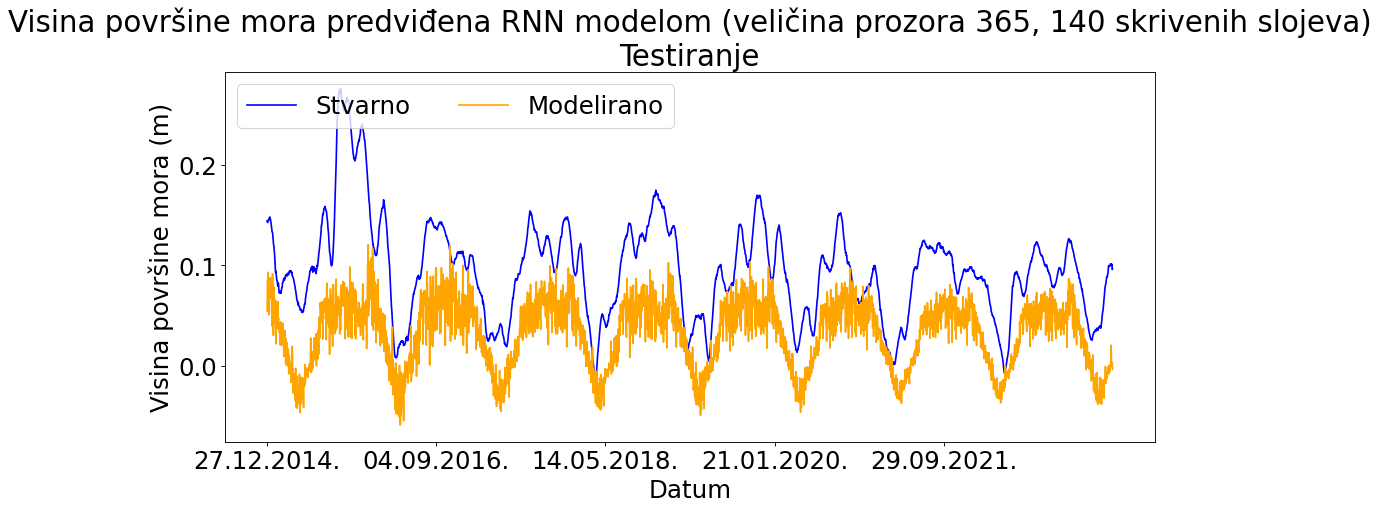 Visina površine mora predviđena RNN modelom (veličina prozora 365, 140 skrivenih slojeva)
Testiranje
Stvarno Modelirano
Visina površine mora (m)
0.2
0.1
0.0
27.12.2014. 04.09.2016. 14.05.2018. 21.01.2020. 29.09.2021.
Datum